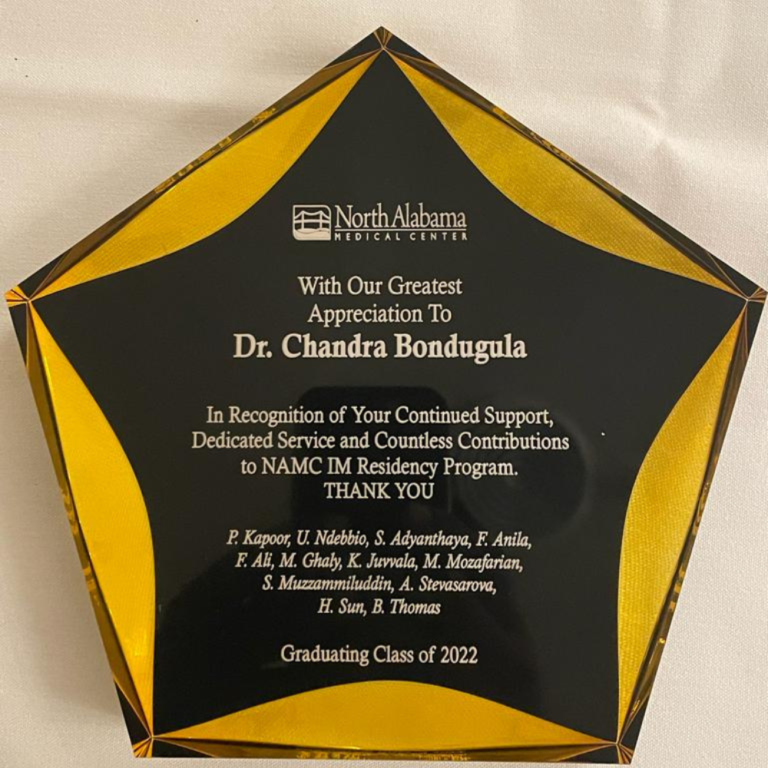 North Alabama
MEDICAL CENTER
With Our Greatest
Appreciation To
Dr. Chandra Bondugula
In Recognition of Your Continued Support,
Dedicated Service and Countless Contributions
to NAMC IM Residency Program.
THANK YOU
P. Kapoor, U. Ndebbio, S. Adyanthaya, F. Anila,
F. Ali, M. Ghaly, K. Juvvala, M. Mozafarian,
S. Muzzammiluddin, A. Stevasarova,
H. Sun, B. Thomas
Graduating Class of 2022